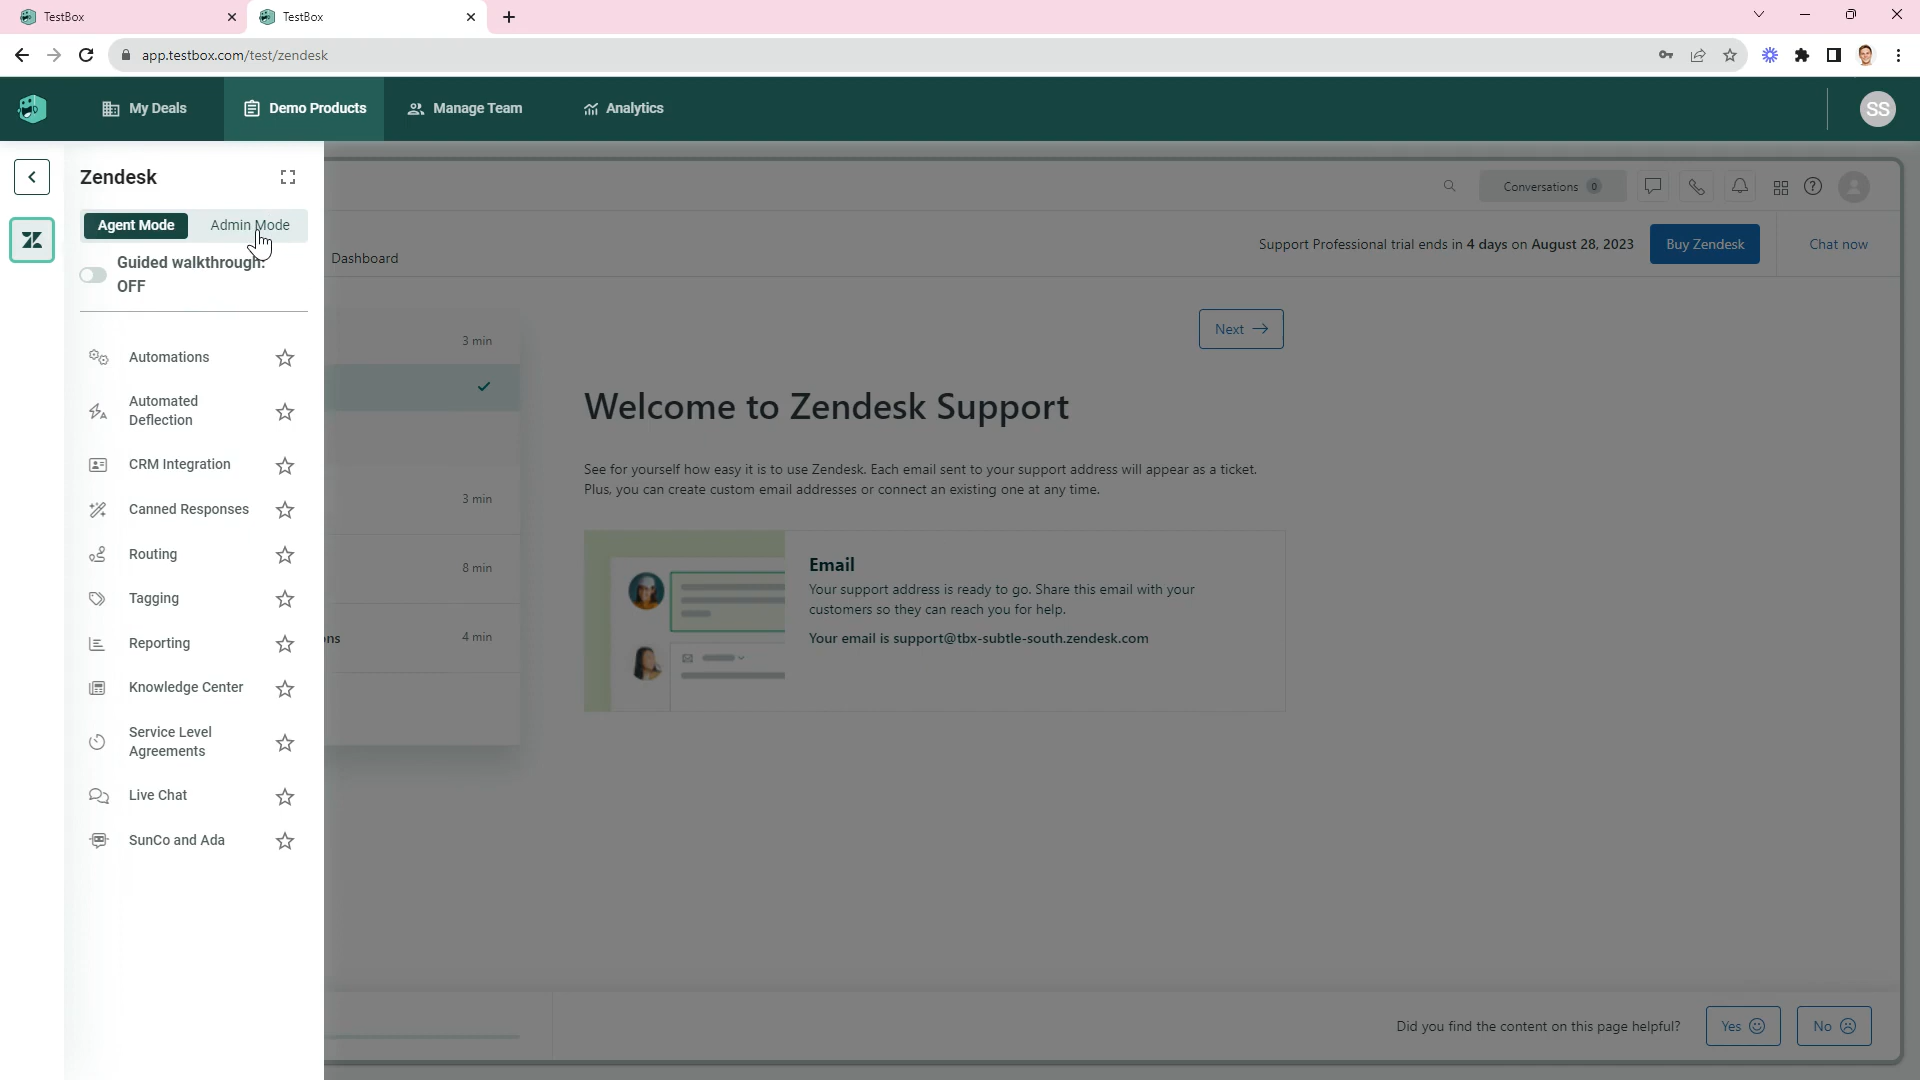 TestBox
TestBox
app.testbox.com/test/zendesk
My Deals
Demo Products
Manage Team
Analytics
SS
Zendesk
Agent Mode
Admin Mode
Guided walkthrough:
OFF
Automations
Automated
Deflection
CRM Integration
Canned Responses
Routing
Tagging
Reporting
Knowledge Center
Service Level
Agreements
Live Chat
SunCo and Ada
Conversations 0
Dashboard
Support Professional trial ends in 4 days on August 28, 2023
Buy Zendesk
Chat now
3 min
3 min
8 min
ns
4 min
Next
Welcome to Zendesk Support
See for yourself how easy it is to use Zendesk. Each email sent to your support address will appear as a ticket.
Plus, you can create custom email addresses or connect an existing one at any time.
Email
Your support address is ready to go. Share this email with your
customers so they can reach you for help.
Your email is support@tbx-subtle-south.zendesk.com
Did you find the content on this page helpful?
Yes
No